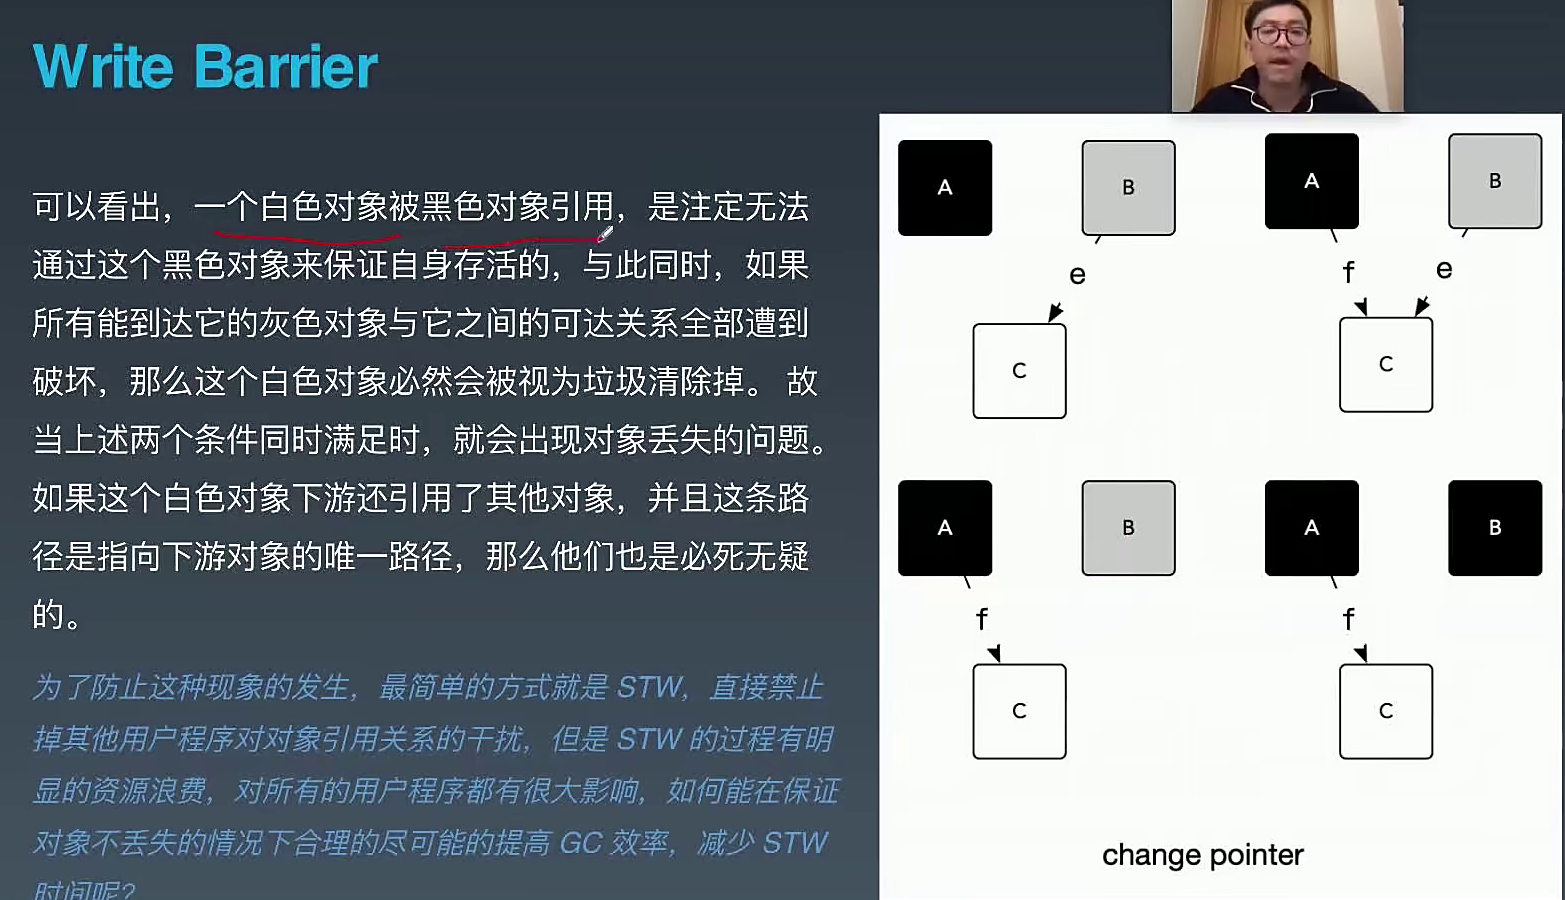 Write Barrier
可以看出，一个白色对象被黑色对象引用，是注定无法
通过这个黑色对象来保证自身存活的，与此同时，如果
所有能到达它的灰色对象与它之间的可达关系全部遭到
破坏，那么这个白色对象必然会被视为垃圾清除掉。 故
当上述两个条件同时满足时，就会出现对象丢失的问题。
如果这个白色对象下游还引用了其他对象，并且这条路
径是指向下游对象的唯一路径，那么他们也是必死无疑
的。
为了防止这种现象的发生，最简单的方式就是 STW，直接禁止
掉其他用户程序对对象引用关系的干扰，但是 STW 的过程有明
显的资源浪费，对所有的用户程序都有很大影响，如何能在保证
对象不丢失的情况下合理的尽可能的提高 GC 效率，减少 STW
时间呢？
A B A B
e f e
C C
A B A B
f f
C C
change pointer